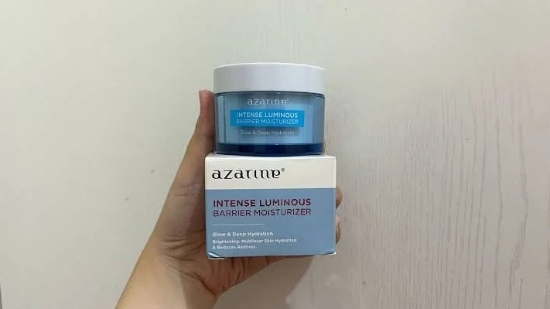 azarine
INTENSE LUMINOUS
BARRIER MOISTURIZER
Glow & Deep Hydration
azarine®
INTENSE LUMINOUS
BARRIER MOISTURIZER
Glow & Deep Hydration
Brightening, Multilayer Skin Hydration
& Reduces Redness